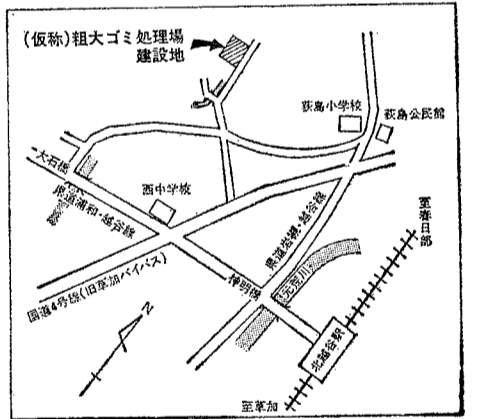 (仮称)粗大ゴミ処理場
建設地
荻島小学校
荻島公民館
大石橋
県道浦和・越谷線
西中学校
県道岩槻・越谷線
至春日部
国道4号線(旧草加バイパス)
神明橋
元荒川
北越谷駅
N
至草加